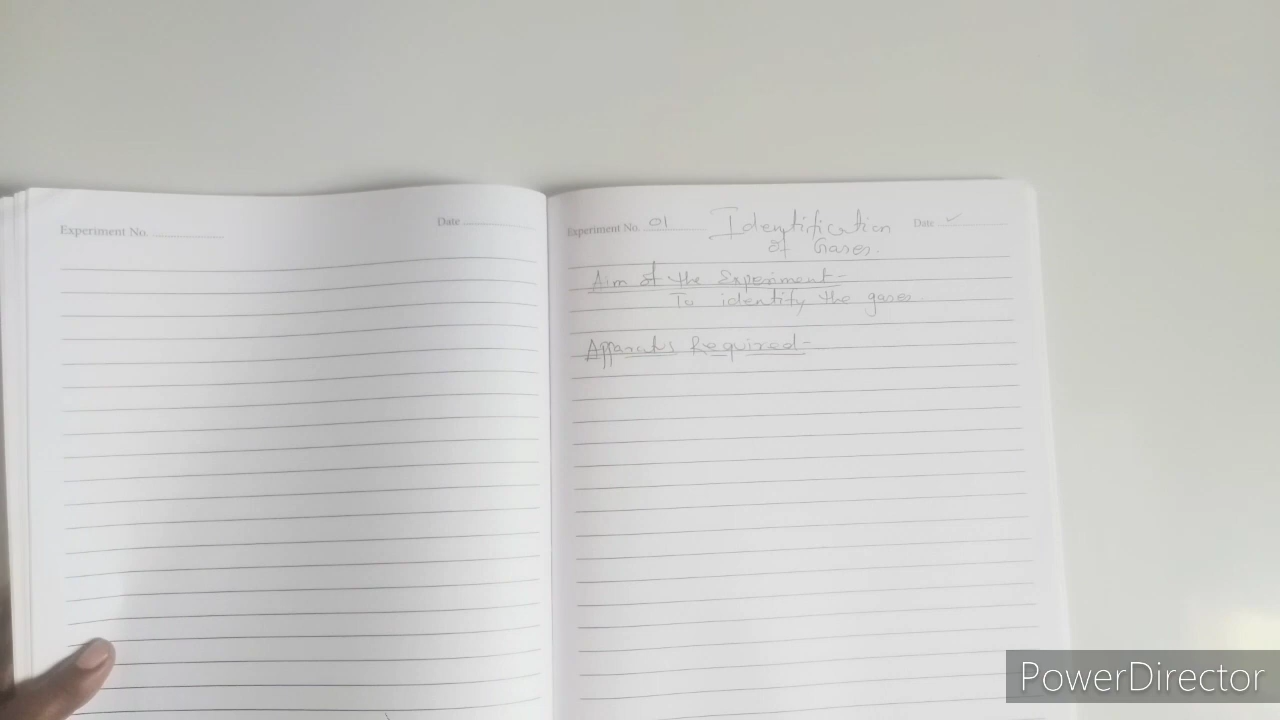 Experiment No. ....................
Date ....................
Experiment No. 01
Identification
of Gases.
Date ✓
Aim of the Experiment-
To identify the gases.
Apparatus Required-
PowerDirector